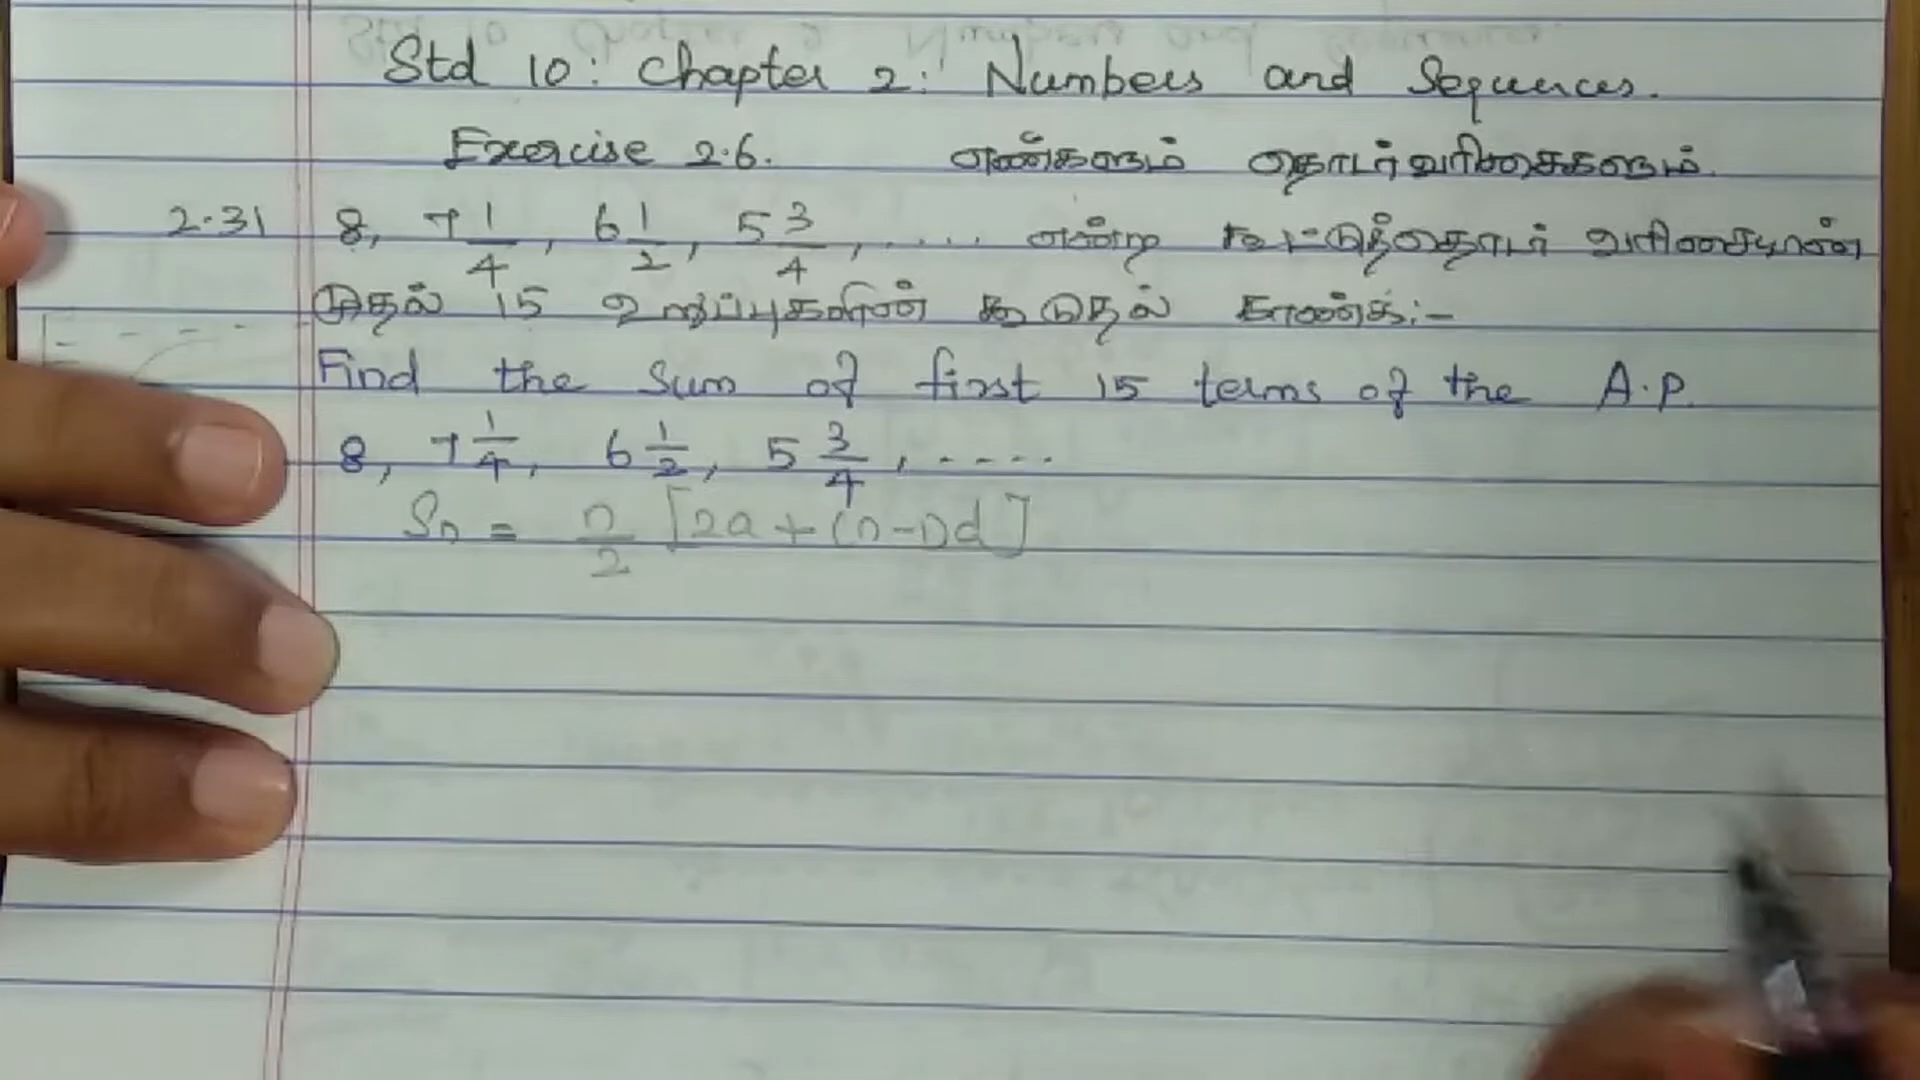 Std 10: Chapter 2: Numbers and Sequences.
Exercise 2.6. எண்களும் தொடர்வரிசைகளும்.
2.31 8, 7 1/4, 6 1/2, 5 3/4, .... என்ற கூட்டுத்தொடர் வரிசையின்
முதல் 15 உறுப்புகளின் கூடுதல் காண்க:-
Find the Sum of first 15 terms of the A.P.
8, 7 1/4, 6 1/2, 5 3/4, ....
Sn = n/2 [2a + (n-1)d]